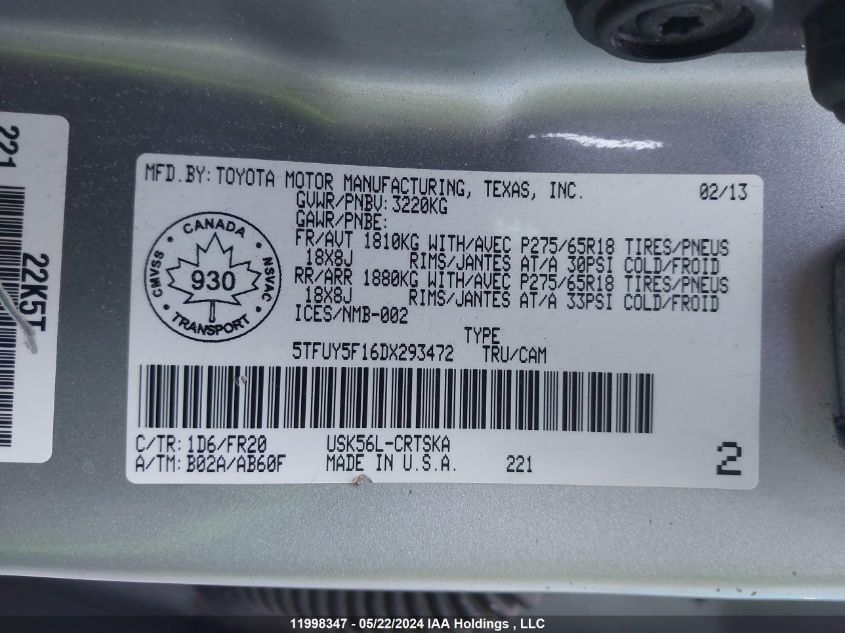 MFD.BY: TOYOTA MOTOR MANUFACTURING, TEXAS, INC. 02/13
GVWR/PNBV: 3220KG
GAWR/PNBE:
FR/AVT 1810KG WITH/AVEC P275/65R18 TIRES/PNEUS
18X8J RIMS/JANTES AT/A 30PSI COLD/FROID
RR/ARR 1880KG WITH/AVEC P275/65R18 TIRES/PNEUS
18X8J RIMS/JANTES AT/A 33PSI COLD/FROID
ICES/NMB-002
TYPE
5TFUY5F16DX293472 TRU/CAM
CANADA
CMVSS 930 NSVAC
TRANSPORT
C/TR: 1D6/FR20 USK56L-CRTSKA
A/TM: B02A/AB60F MADE IN U.S.A. 221 2
221
22K5T
11998347 - 05/22/2024 IAA Holdings , LLC